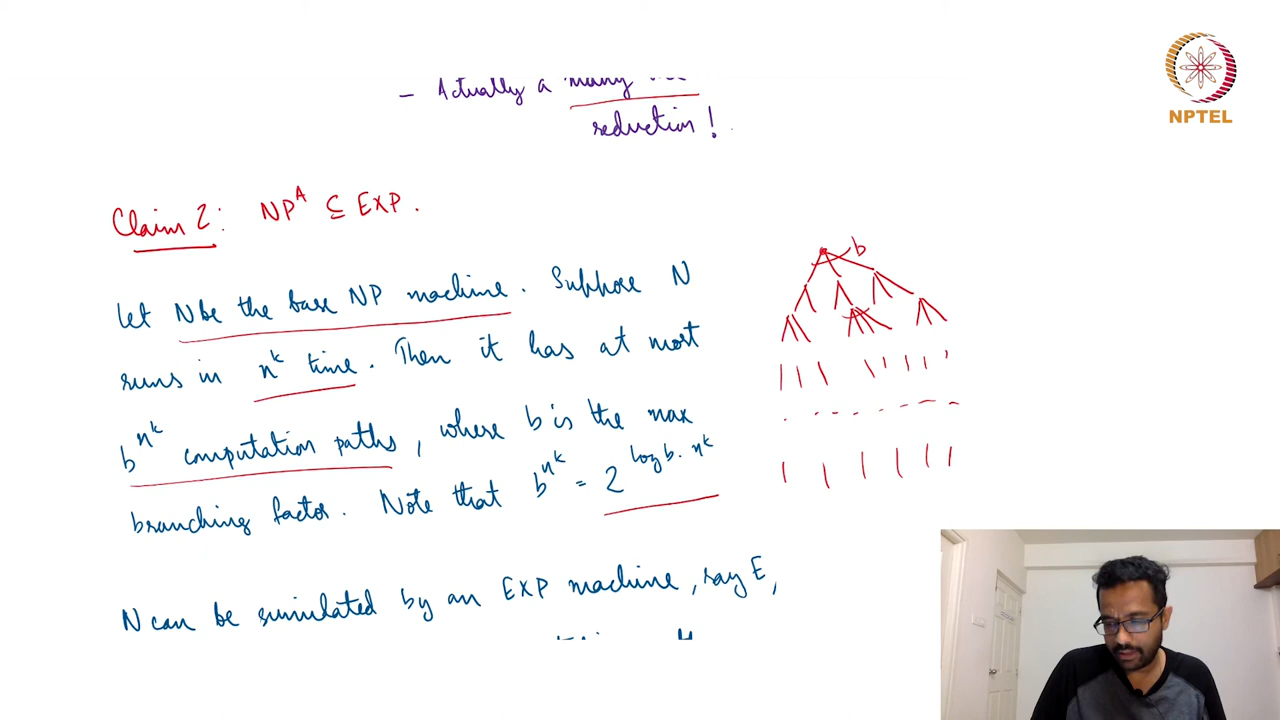 – Actually a many
reduction !
NPTEL
Claim 2: NP^A ⊆ EXP.
b
Let N be the base NP machine. Suppose N
runs in n^k time. Then it has at most
b^{n^k} computation paths, where b is the max
branching factor. Note that b^{n^k} = 2^{log b. n^k}
N can be simulated by an EXP machine, say E,